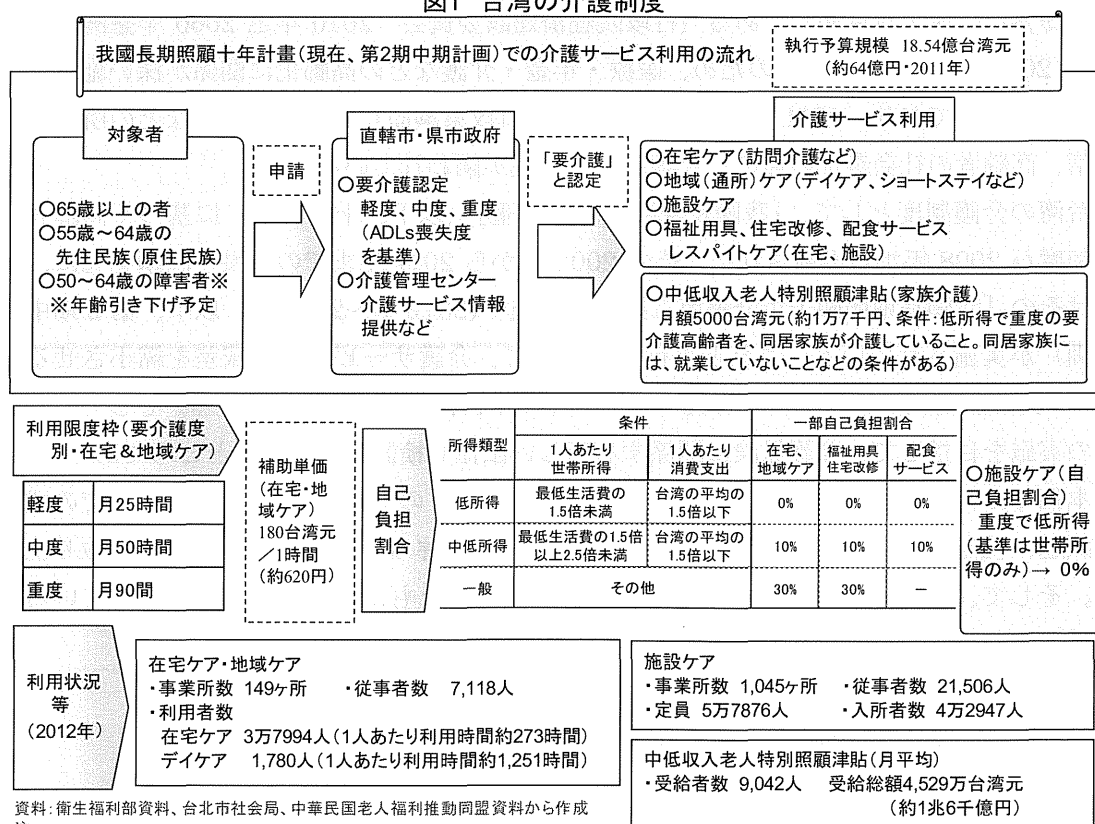 図1 台湾の介護制度
我國長期照顧十年計畫(現在、第2期中期計画)での介護サービス利用の流れ
執行予算規模 18.54億台湾元
(約64億円・2011年)
対象者
○65歳以上の者
○55歳～64歳の
先住民族(原住民族)
○50～64歳の障害者※
※年齢引き下げ予定
申請
直轄市・県市政府
○要介護認定
軽度、中度、重度
(ADLs喪失度
を基準)
○介護管理センター
介護サービス情報
提供など
「要介護」
と認定
介護サービス利用
○在宅ケア(訪問介護など)
○地域(通所)ケア(デイケア、ショートステイなど)
○施設ケア
○福祉用具、住宅改修、配食サービス
レスパイトケア(在宅、施設)
○中低収入老人特別照顧津貼(家族介護)
月額5000台湾元(約1万7千円、条件:低所得で重度の要
介護高齢者を、同居家族が介護していること。同居家族に
は、就業していないことなどの条件がある)
利用限度枠(要介護度
別・在宅&地域ケア)
軽度 月25時間
中度 月50時間
重度 月90間
補助単価
(在宅・地
域ケア)
180台湾元
／1時間
(約620円)
自己
負担
割合
所得類型 条件 一部自己負担割合
1人あたり
世帯所得
1人あたり
消費支出
在宅、
地域ケア
福祉用具
住宅改修
配食
サービス
低所得 最低生活費の
1.5倍未満 台湾の平均の
1.5倍以下 0% 0% 0%
中低所得 最低生活費の1.5倍
以上2.5倍未満 台湾の平均の
1.5倍以下 10% 10% 10%
一般 その他 30% 30% －
○施設ケア(自
己負担割合)
重度で低所得
(基準は世帯所
得のみ)→ 0%
利用状況
等
(2012年)
在宅ケア・地域ケア
・事業所数 149ヶ所 ・従事者数 7,118人
・利用者数
在宅ケア 3万7994人(1人あたり利用時間約273時間)
デイケア 1,780人(1人あたり利用時間約1,251時間)
施設ケア
・事業所数 1,045ヶ所 ・従事者数 21,506人
・定員 5万7876人 ・入所者数 4万2947人
中低収入老人特別照顧津貼(月平均)
・受給者数 9,042人 受給総額4,529万台湾元
(約1兆6千億円)
資料:衛生福利部資料、台北市社会局、中華民国老人福利推動同盟資料から作成